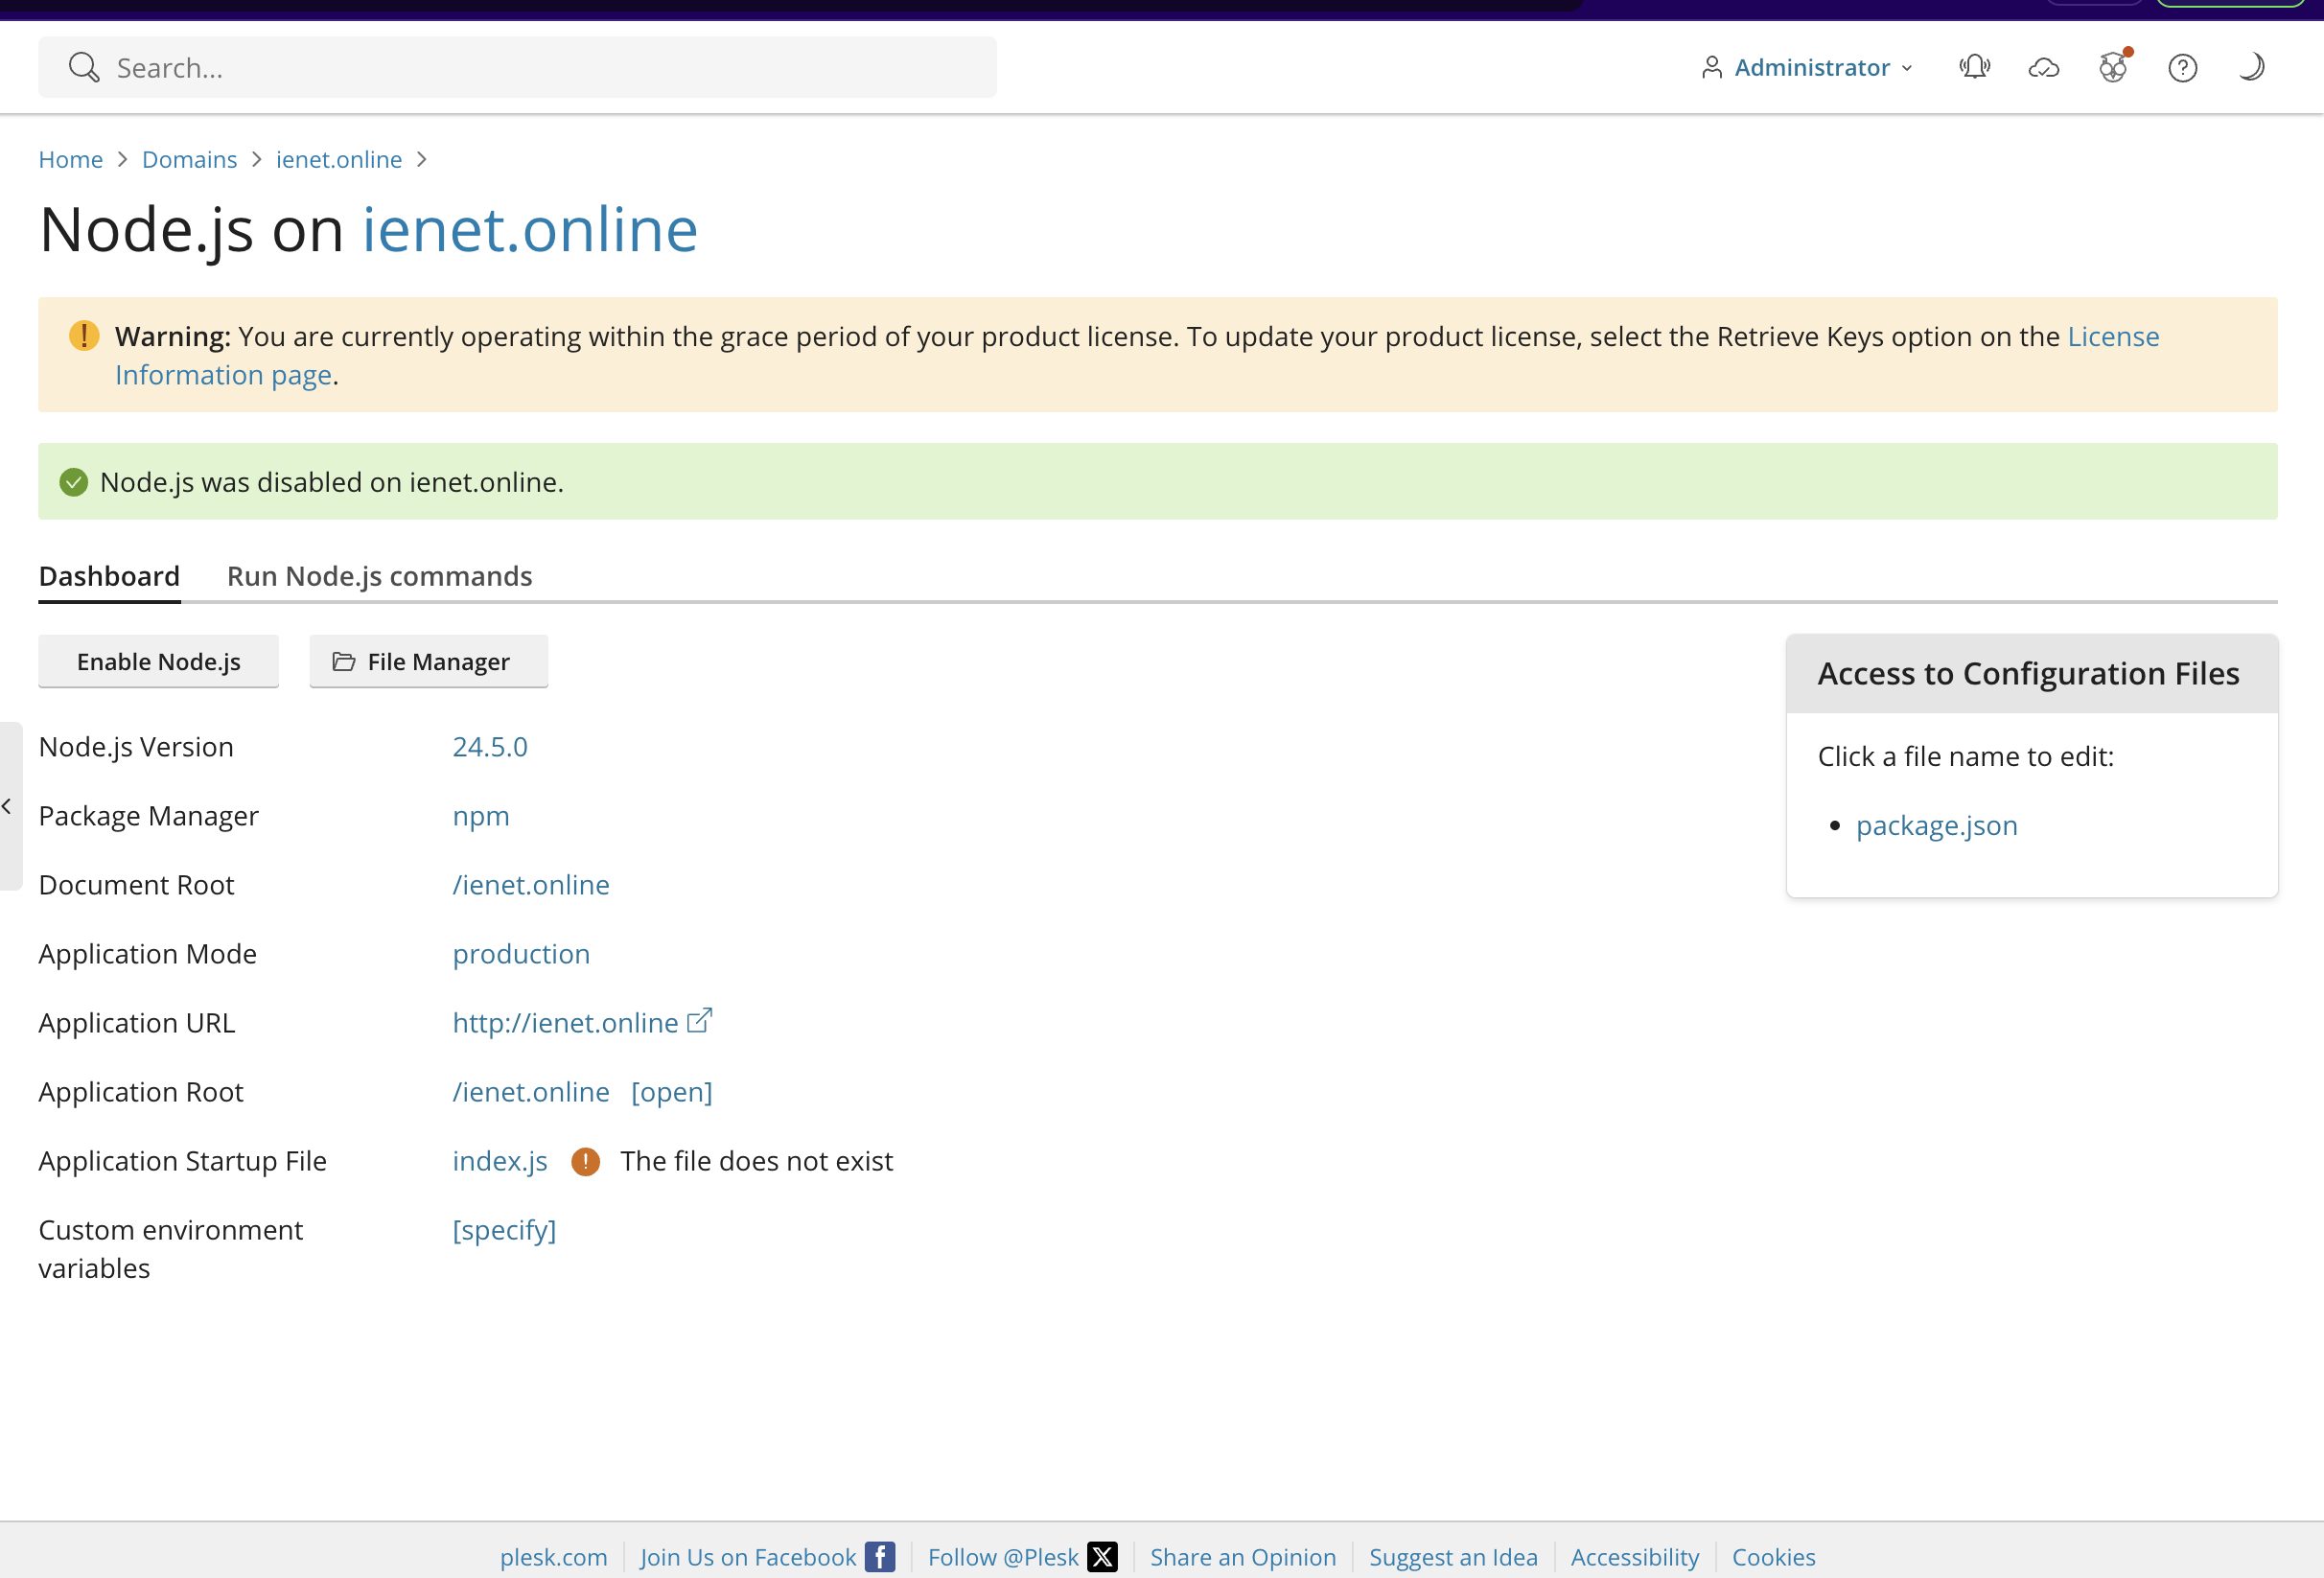 Search...
Administrator
Home > Domains > ienet.online >
Node.js on ienet.online
Warning: You are currently operating within the grace period of your product license. To update your product license, select the Retrieve Keys option on the License
Information page.
Node.js was disabled on ienet.online.
Dashboard Run Node.js commands
Enable Node.js File Manager
Access to Configuration Files
Click a file name to edit:
• package.json
Node.js Version 24.5.0
Package Manager npm
Document Root /ienet.online
Application Mode production
Application URL http://ienet.online
Application Root /ienet.online [open]
Application Startup File index.js ! The file does not exist
Custom environment [specify]
variables
plesk.com Join Us on Facebook Follow @Plesk Share an Opinion Suggest an Idea Accessibility Cookies